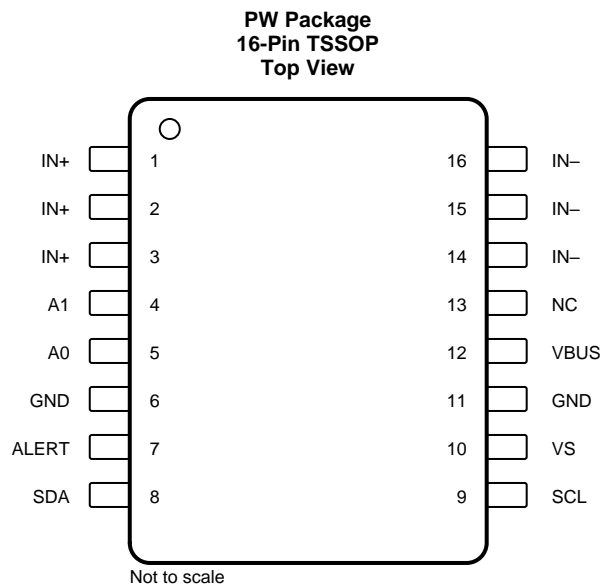 PW Package
16-Pin TSSOP
Top View
IN+ 1 16 IN–
IN+ 2 15 IN–
IN+ 3 14 IN–
A1 4 13 NC
A0 5 12 VBUS
GND 6 11 GND
ALERT 7 10 VS
SDA 8 9 SCL
Not to scale